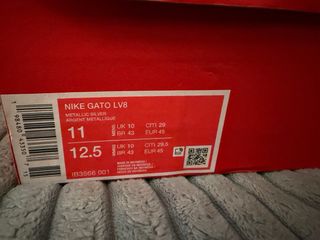 NIKE GATO LV8
METALLIC SILVER
ARGENT METALLIQUE
11 UK 10 CM 29
BR 43 EUR 45
12.5 UK 10 CM 29,5
BR 43 EUR 45
IB3566 001